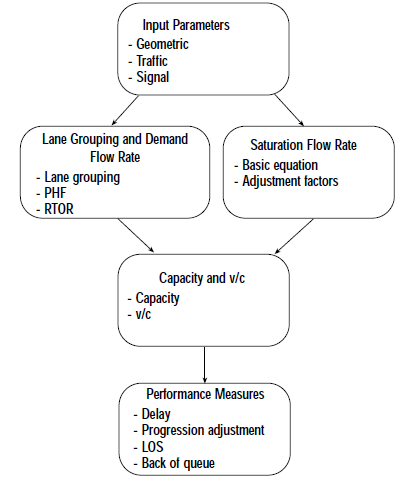 Input Parameters
- Geometric
- Traffic
- Signal
Lane Grouping and Demand
Flow Rate
- Lane grouping
- PHF
- RTOR
Saturation Flow Rate
- Basic equation
- Adjustment factors
Capacity and v/c
- Capacity
- v/c
Performance Measures
- Delay
- Progression adjustment
- LOS
- Back of queue